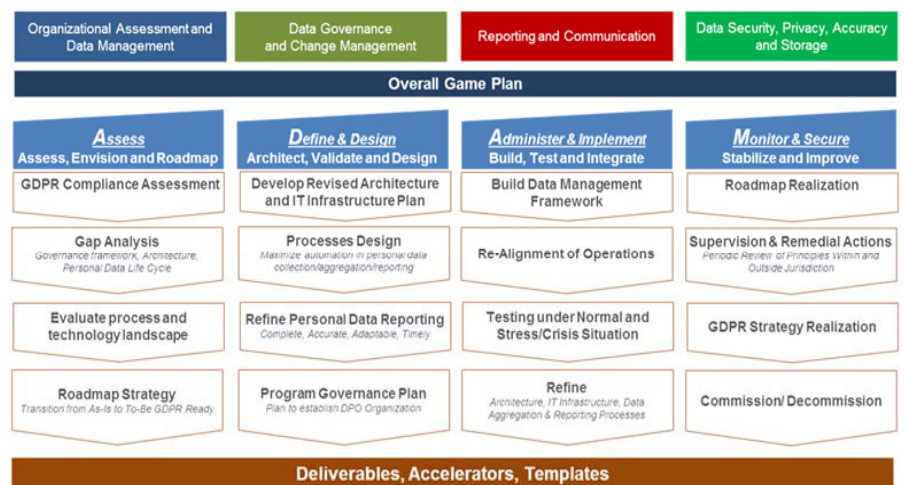 Organizational Assessment and
Data Management
Data Governance
and Change Management
Reporting and Communication
Data Security, Privacy, Accuracy
and Storage
Overall Game Plan
Assess
Assess, Envision and Roadmap
Define & Design
Architect, Validate and Design
Administer & Implement
Build, Test and Integrate
Monitor & Secure
Stabilize and Improve
GDPR Compliance Assessment
Develop Revised Architecture
and IT Infrastructure Plan
Build Data Management
Framework
Roadmap Realization
Gap Analysis
Governance framework, Architecture,
Personal Data Life Cycle
Processes Design
Maximize automation in personal data
collection/aggregation/reporting
Re-Alignment of Operations
Supervision & Remedial Actions
Periodic Review of Principles Within and
Outside Jurisdiction
Evaluate process and
technology landscape
Refine Personal Data Reporting
Complete, Accurate, Adaptable, Timely
Testing under Normal and
Stress/Crisis Situation
GDPR Strategy Realization
Roadmap Strategy
Transition from As-Is to To-Be GDPR Ready
Program Governance Plan
Plan to establish DPO Organization
Refine
Architecture, IT Infrastructure, Data
Aggregation & Reporting Processes
Commission/ Decommission
Deliverables, Accelerators, Templates